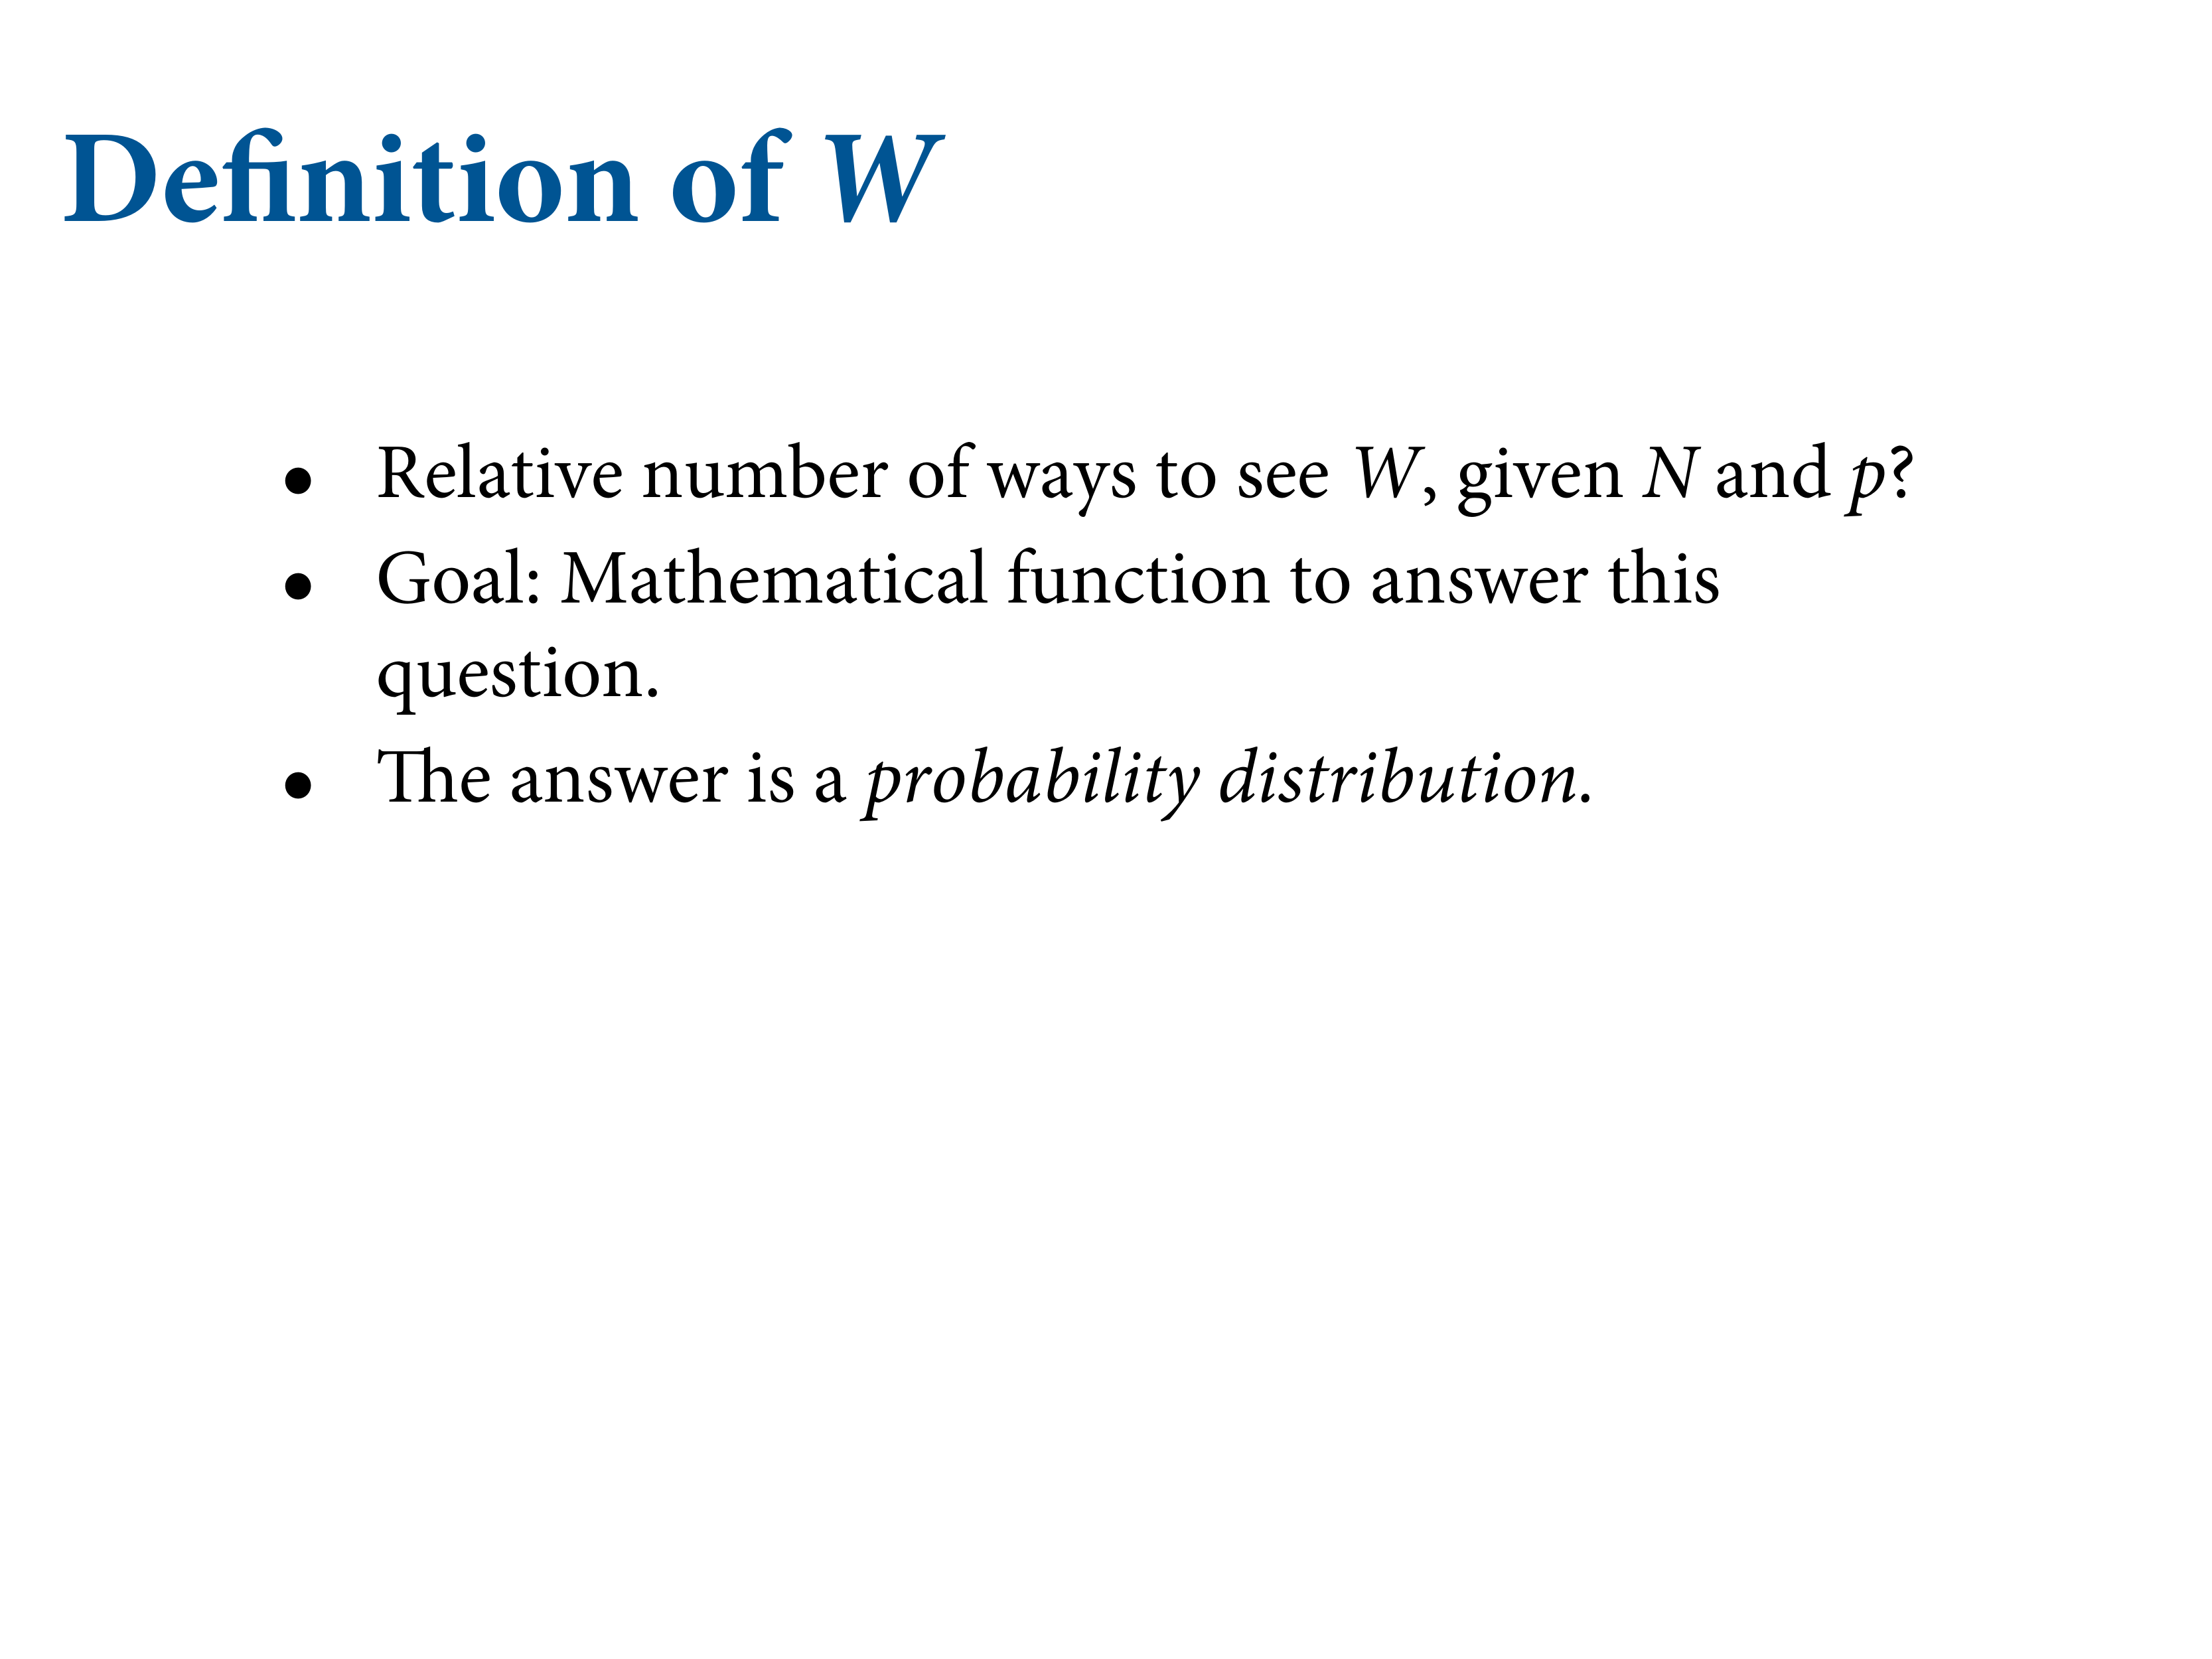 Definition of W
• Relative number of ways to see W, given N and p?
• Goal: Mathematical function to answer this
question.
• The answer is a probability distribution.